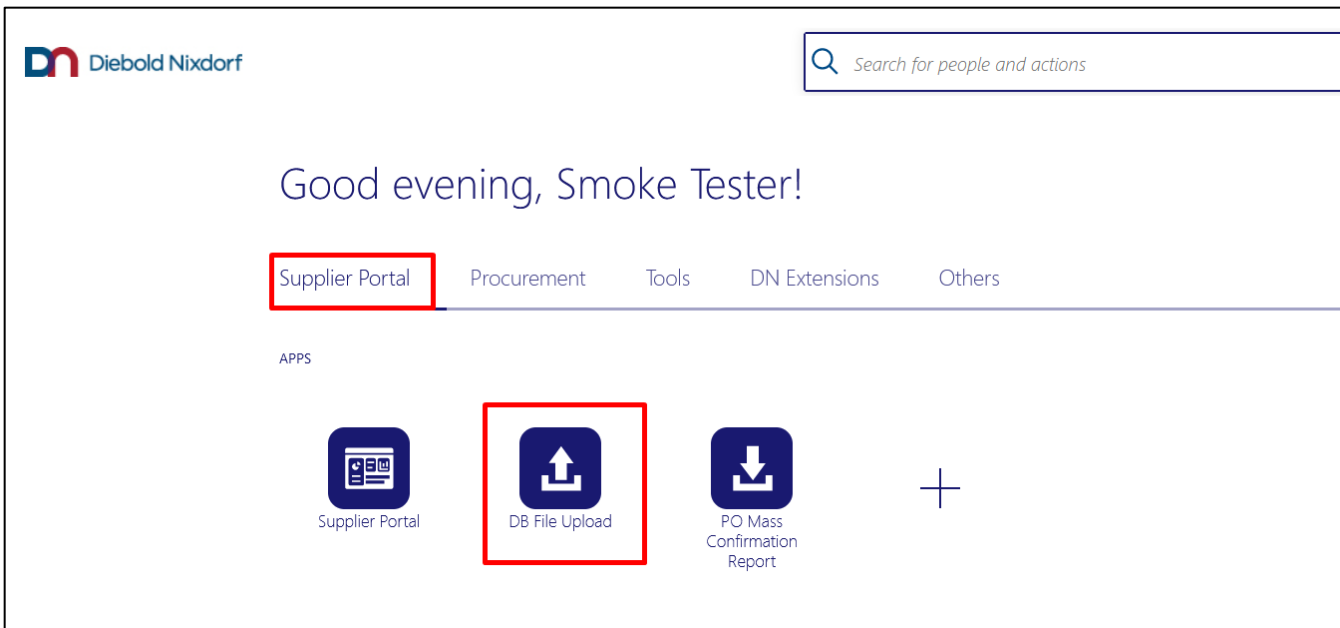 Diebold Nixdorf
Search for people and actions
Good evening, Smoke Tester!
Supplier Portal
Procurement
Tools
DN Extensions
Others
APPS
Supplier Portal
DB File Upload
PO Mass
Confirmation
Report